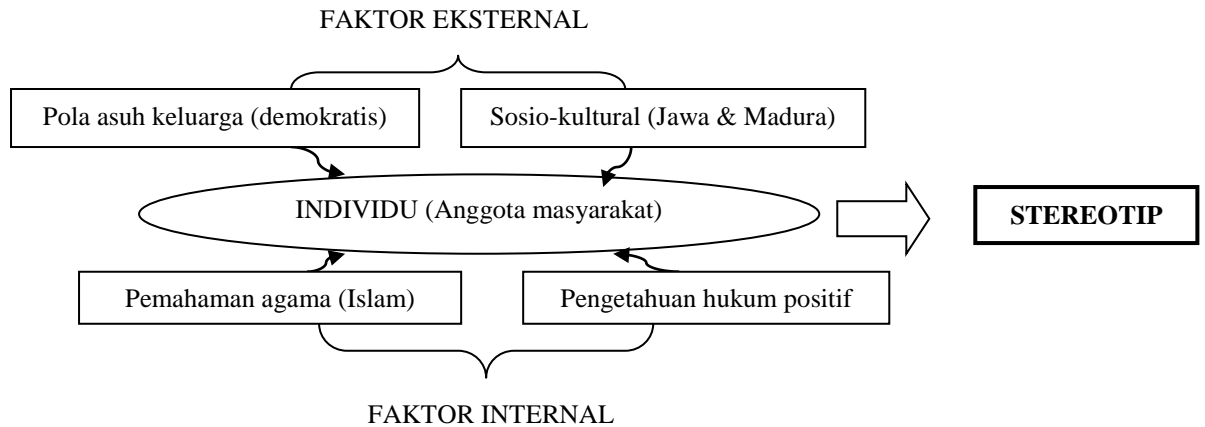 FAKTOR EKSTERNAL
Pola asuh keluarga (demokratis)
Sosio-kultural (Jawa & Madura)
INDIVIDU (Anggota masyarakat)
STEREOTIP
Pemahaman agama (Islam)
Pengetahuan hukum positif
FAKTOR INTERNAL